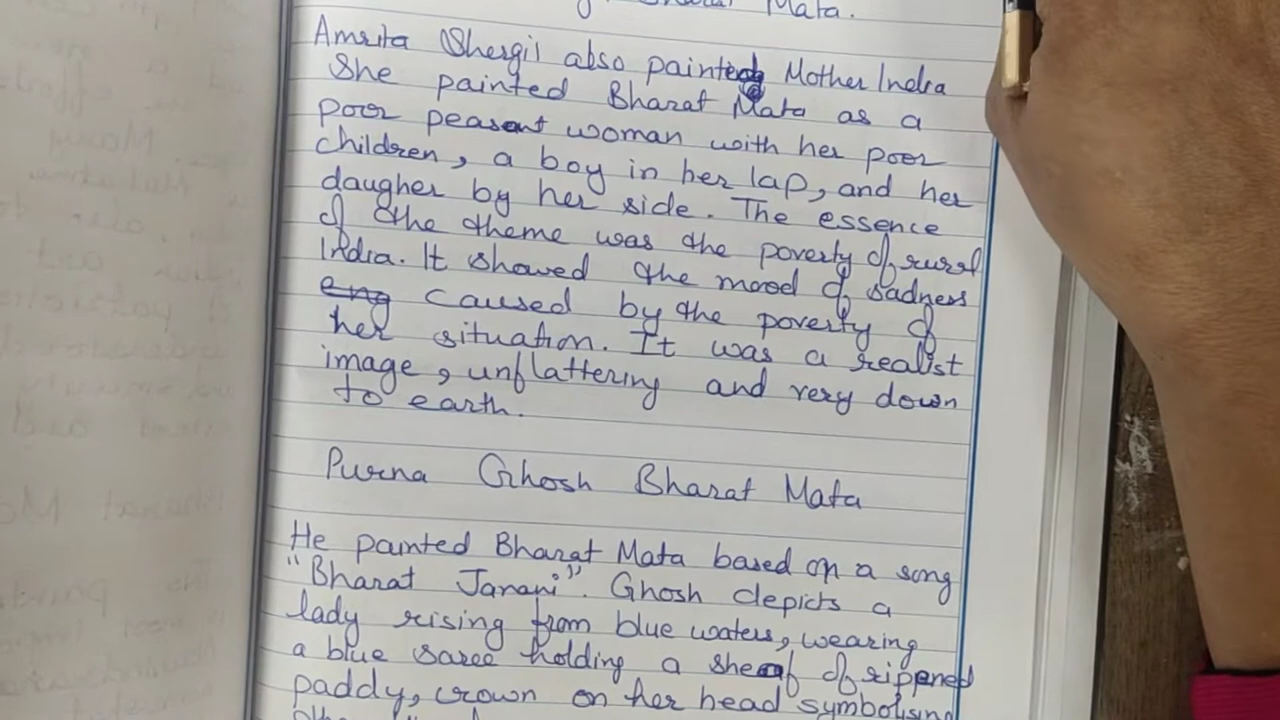 Mata.
Amrita Shergil also painted Mother India
She painted Bharat Mata as a
poor peasent woman with her poor
children, a boy in her lap, and her
daugher by her side. The essence
of the theme was the poverty of rural
India. It showed the mood of sadness
eng caused by the poverty of
her situation. It was a realist
image, unflattering and very down
to earth.
Purna Ghosh Bharat Mata
He painted Bharat Mata based on a song
"Bharat Janani". Ghosh depicts a
lady rising from blue waters, wearing
a blue saree holding a sheaf of rippened
paddy, crown on her head symbolising